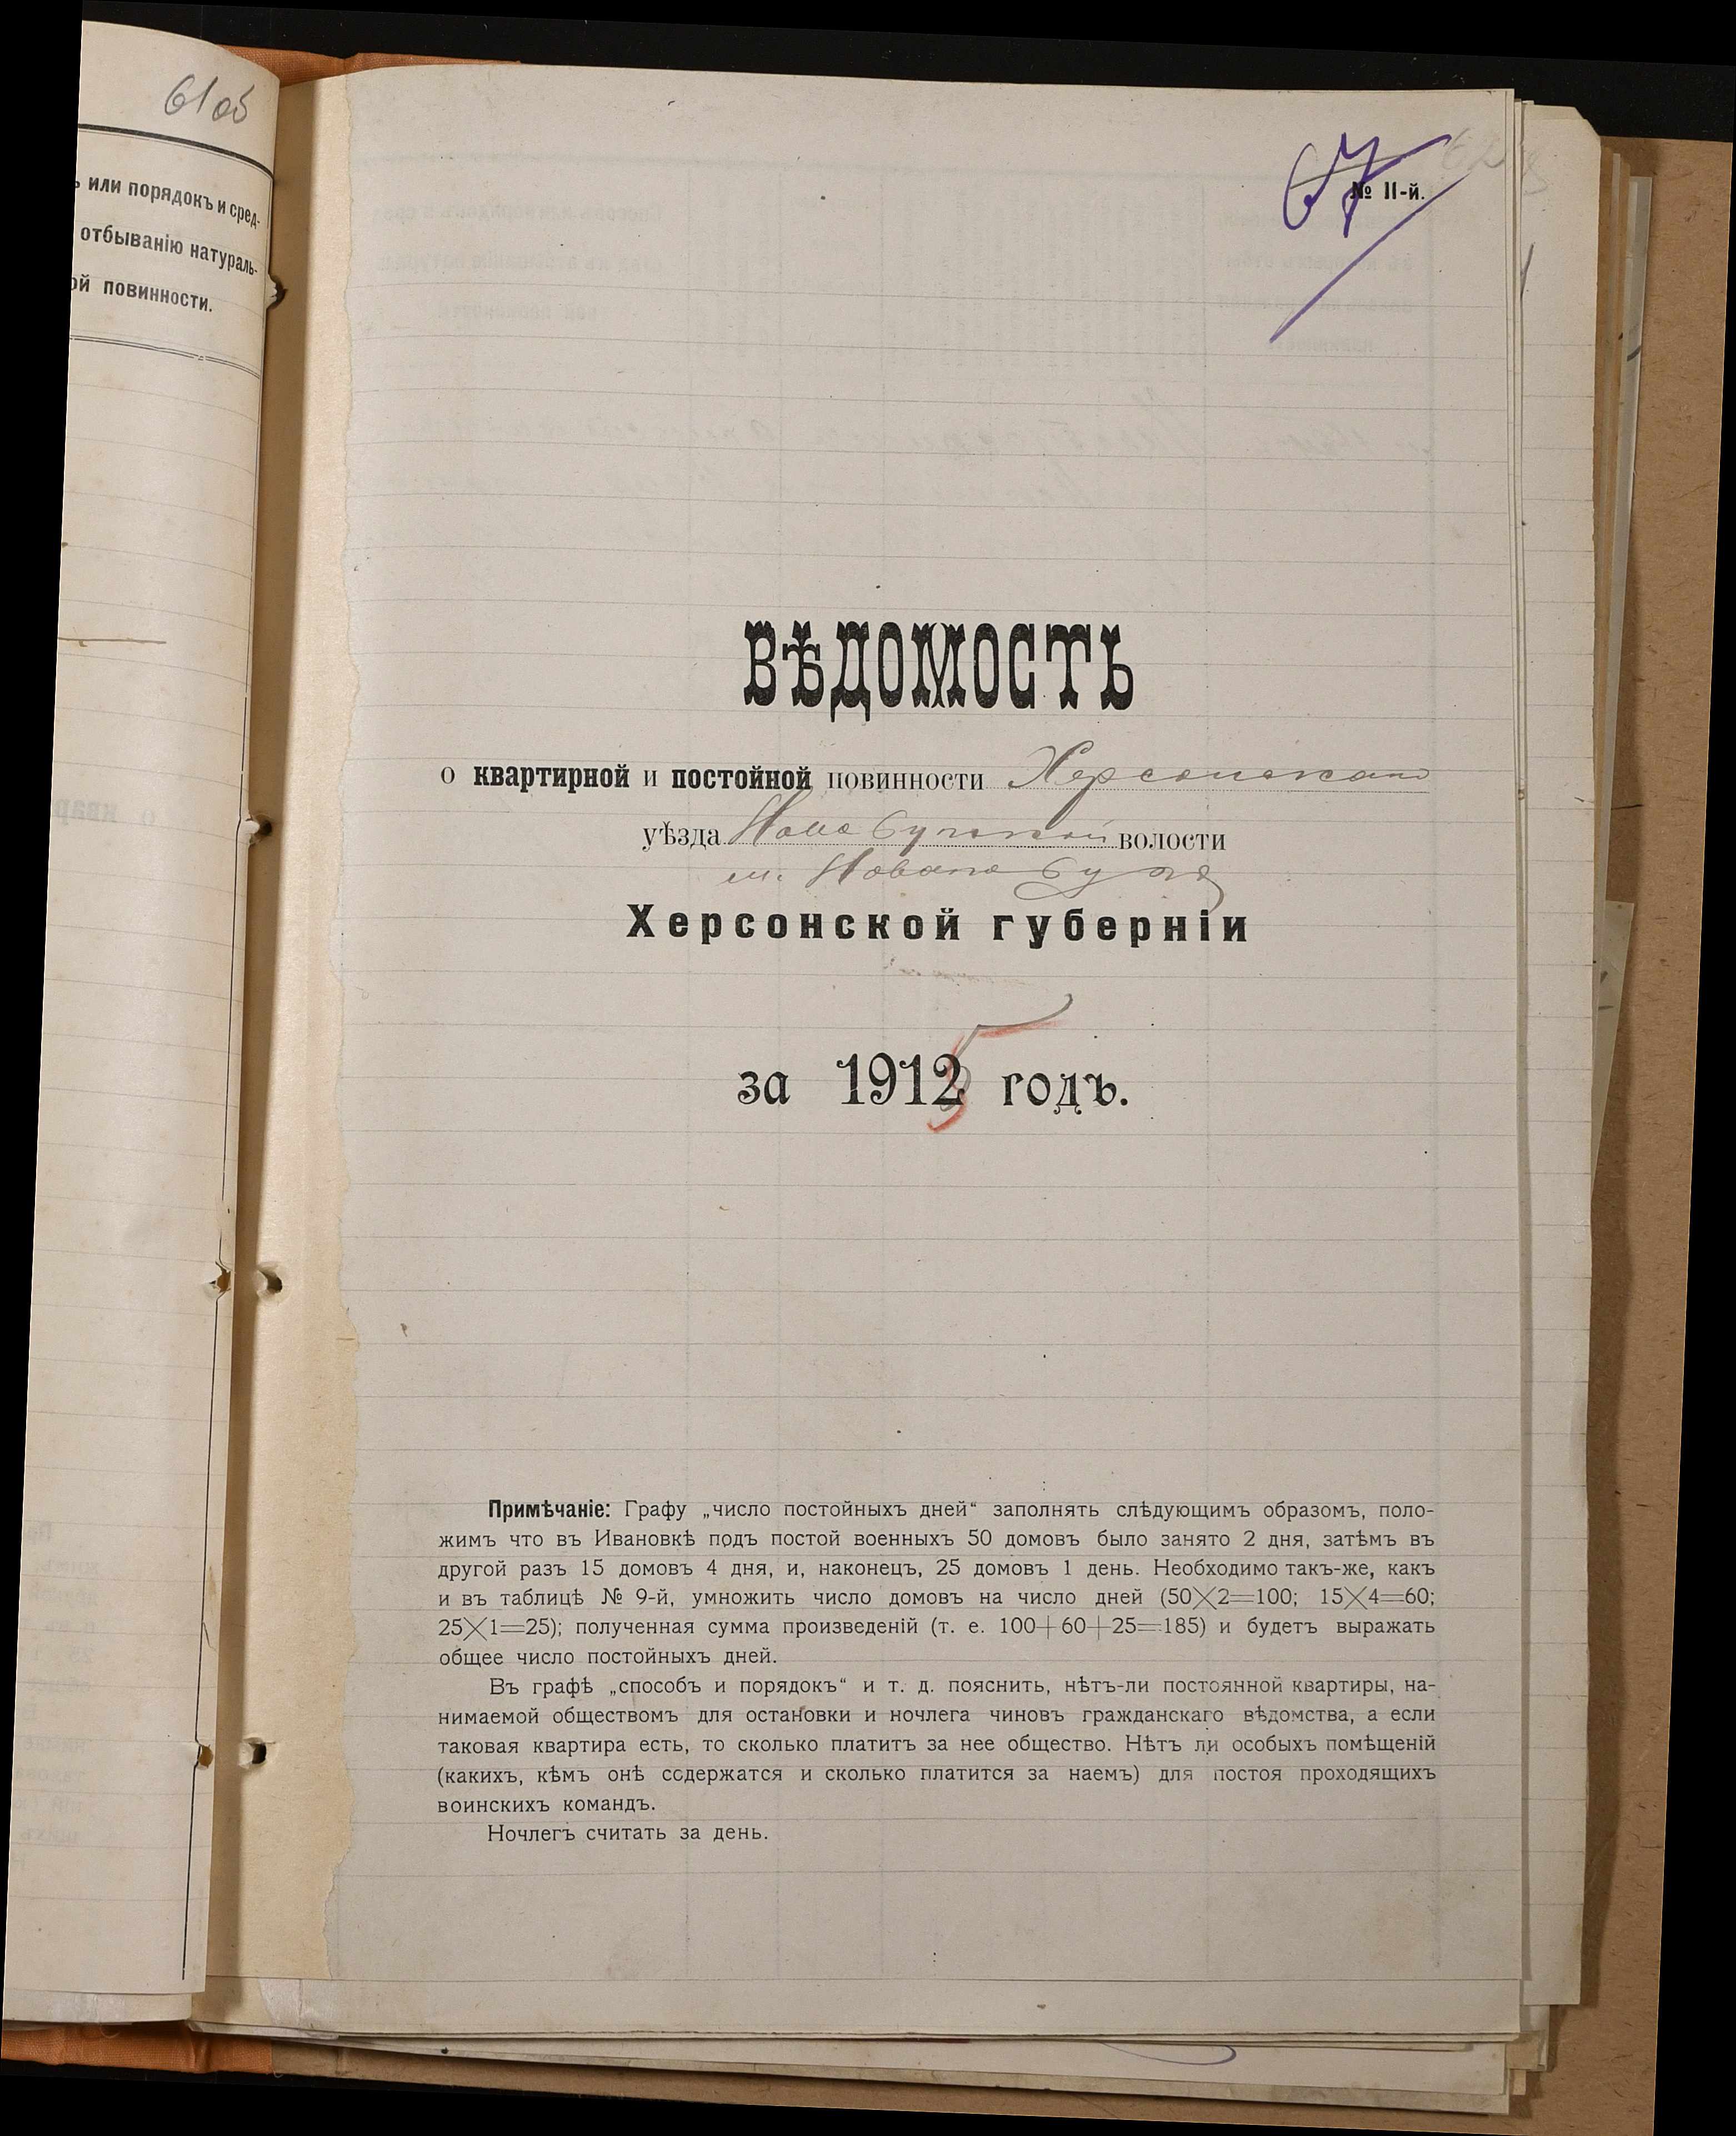 61об
или порядокъ и сред-
отбыванію натураль-
ой повинности.
67
№ II-й.
62
ВѢДОМОСТЬ
о квартирной и постойной повинности Херсонскаго
уѣзда Ново Бугской волости
м. Новаго Буга
Херсонской губерніи
за 1915 годъ.
Примѣчаніе: Графу „число постойныхъ дней“ заполнять слѣдующимъ образомъ, поло-
жимъ что въ Ивановкѣ подъ постой военныхъ 50 домовъ было занято 2 дня, затѣмъ въ
другой разъ 15 домовъ 4 дня, и, наконецъ, 25 домовъ 1 день. Необходимо такъ-же, какъ
и въ таблицѣ № 9-й, умножить число домовъ на число дней (50×2=100; 15×4=60;
25×1=25); полученная сумма произведеній (т. е. 100+60+25=185) и будетъ выражать
общее число постойныхъ дней.
Въ графѣ „способъ и порядокъ“ и т. д. пояснить, нѣтъ-ли постоянной квартиры, на-
нимаемой обществомъ для остановки и ночлега чиновъ гражданскаго вѣдомства, а если
таковая квартира есть, то сколько платитъ за нее общество. Нѣтъ ли особыхъ помѣщеній
(какихъ, кѣмъ онѣ содержатся и сколько платится за наемъ) для постоя проходящихъ
воинскихъ командъ.
Ночлегъ считать за день.